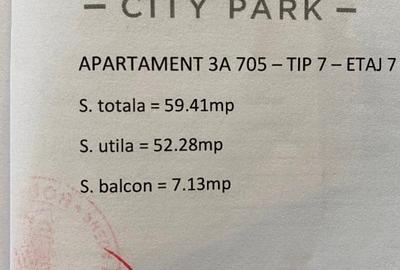 — CITY PARK —
APARTAMENT 3A 705 – TIP 7 – ETAJ 7
S. totala = 59.41mp
S. utila = 52.28mp
S. balcon = 7.13mp